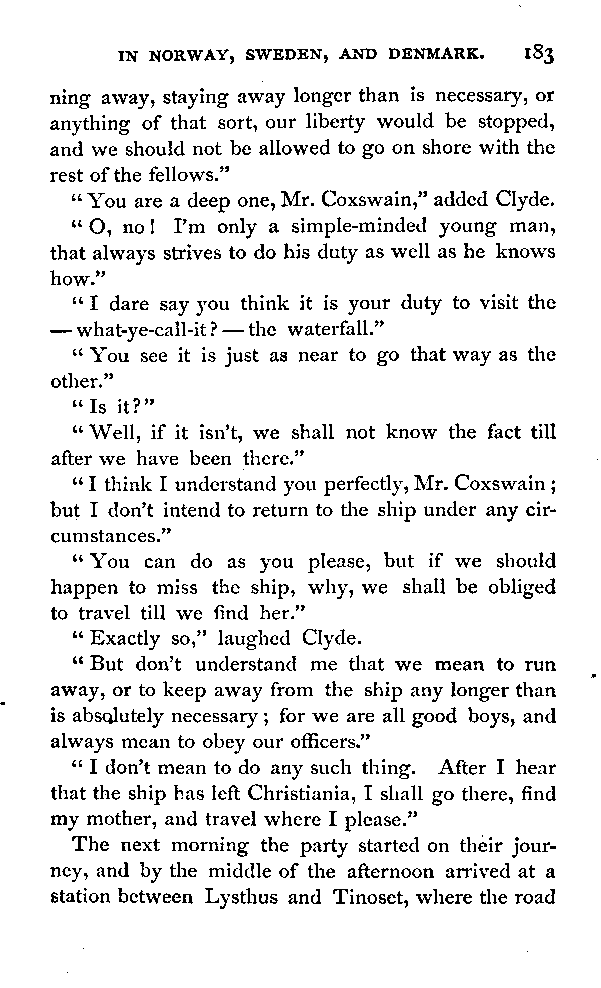 IN NORWAY, SWEDEN, AND DENMARK. 183
ning away, staying away longer than is necessary, or
anything of that sort, our liberty would be stopped,
and we should not be allowed to go on shore with the
rest of the fellows.”
“You are a deep one, Mr. Coxswain,” added Clyde.
“O, no! I'm only a simple-minded young man,
that always strives to do his duty as well as he knows
how.”
“I dare say you think it is your duty to visit the
— what-ye-call-it? — the waterfall.”
“You see it is just as near to go that way as the
other.”
“Is it?”
“Well, if it isn't, we shall not know the fact till
after we have been there.”
“I think I understand you perfectly, Mr. Coxswain;
but I don't intend to return to the ship under any cir-
cumstances.”
“You can do as you please, but if we should
happen to miss the ship, why, we shall be obliged
to travel till we find her.”
“Exactly so,” laughed Clyde.
“But don't understand me that we mean to run
away, or to keep away from the ship any longer than
is absolutely necessary; for we are all good boys, and
always mean to obey our officers.”
“I don't mean to do any such thing. After I hear
that the ship has left Christiania, I shall go there, find
my mother, and travel where I please.”
The next morning the party started on their jour-
ney, and by the middle of the afternoon arrived at a
station between Lysthus and Tinoset, where the road